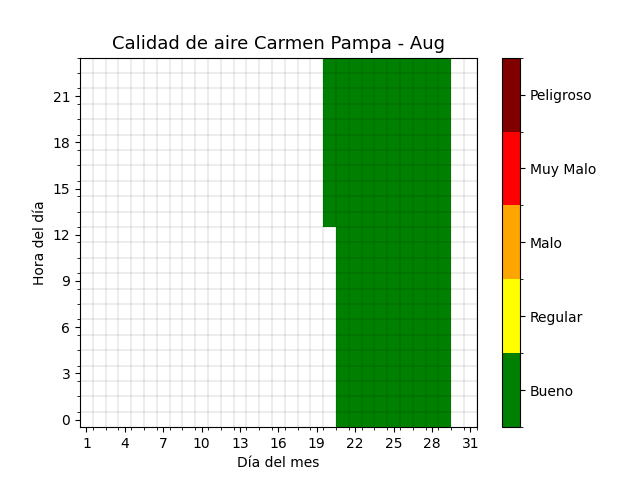 Calidad de aire Carmen Pampa - Aug
21
18
15
12
9
6
3
0
Hora del día
1 4 7 10 13 16 19 22 25 28 31
Día del mes
Peligroso
Muy Malo
Malo
Regular
Bueno